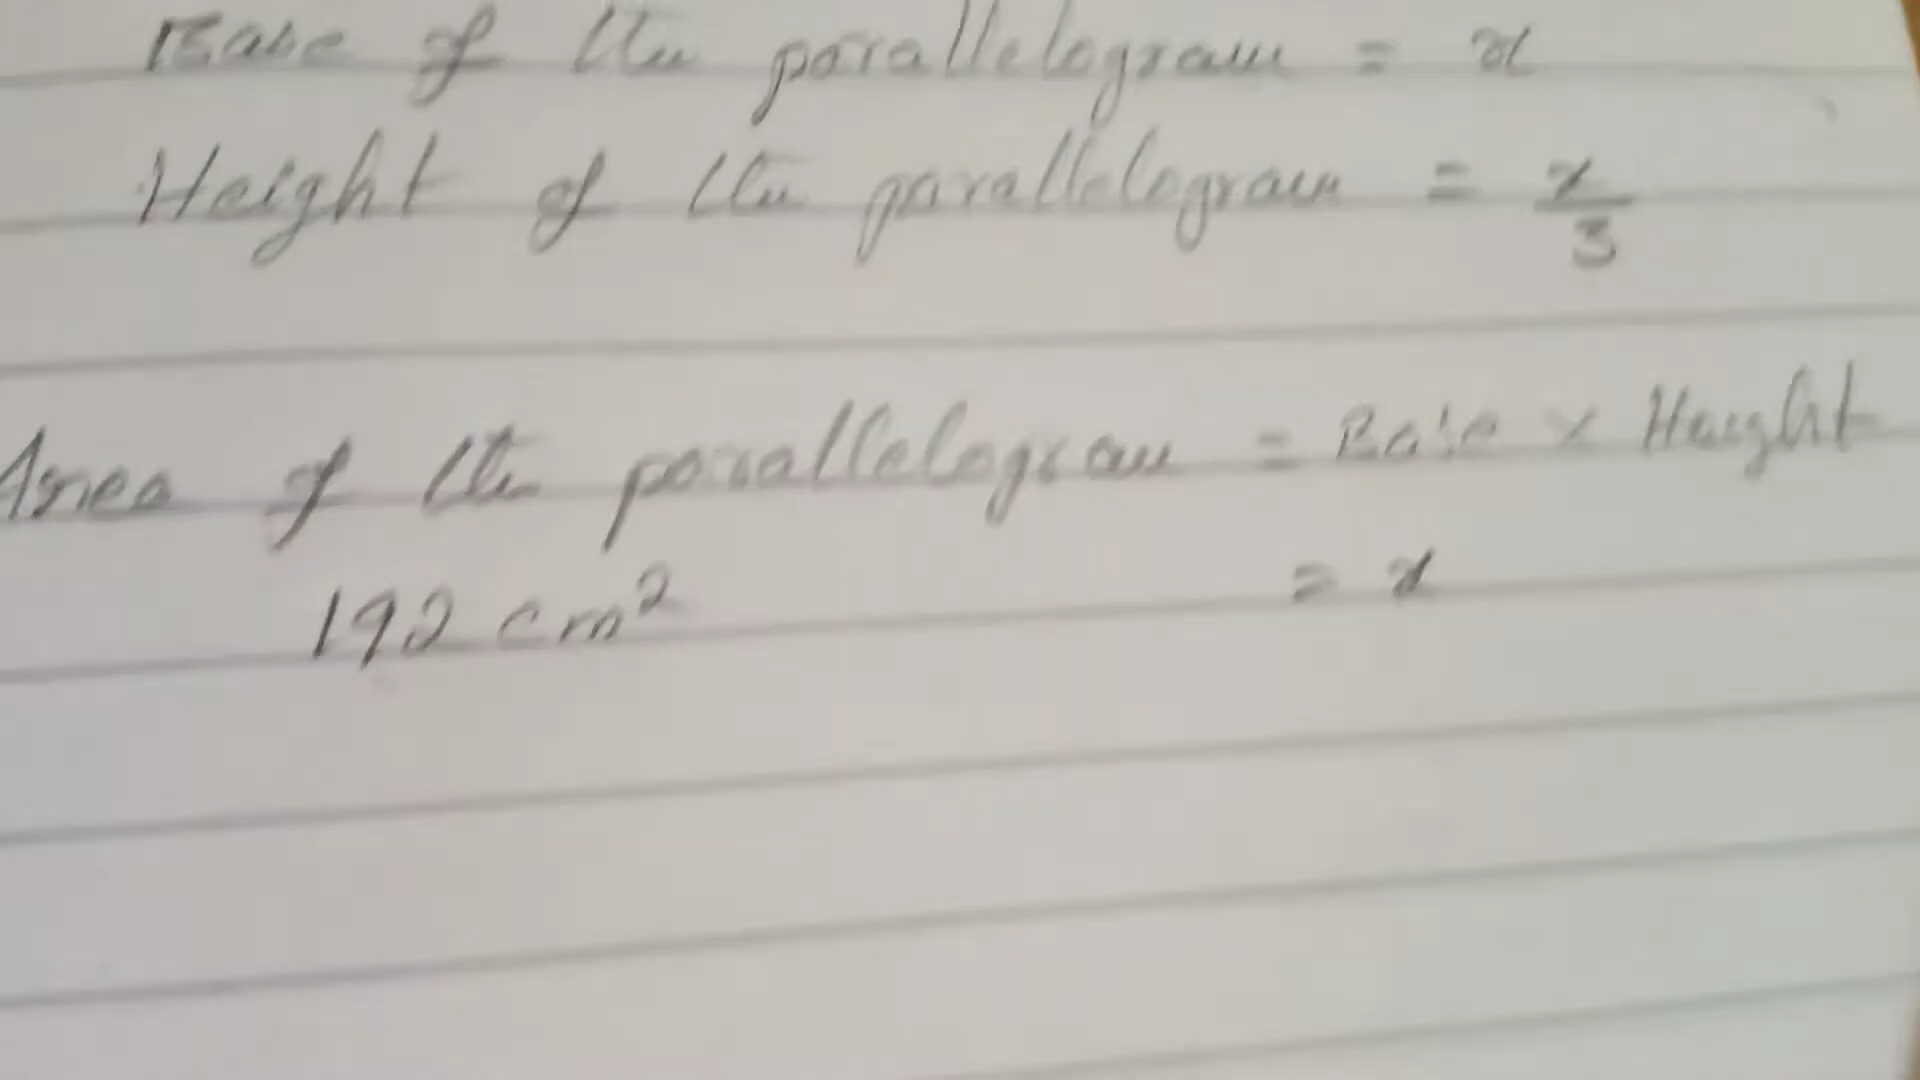 Base of the parallelogram = x
Height of the parallelogram = x/3
Area of the parallelogram = Base × Height
192 cm² = x